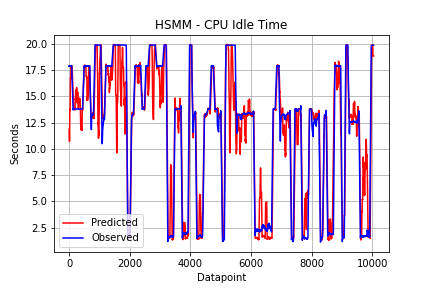 HSMM - CPU Idle Time
20.0
17.5
15.0
12.5
10.0
7.5
5.0
2.5
Seconds
Predicted
Observed
0 2000 4000 6000 8000 10000
Datapoint